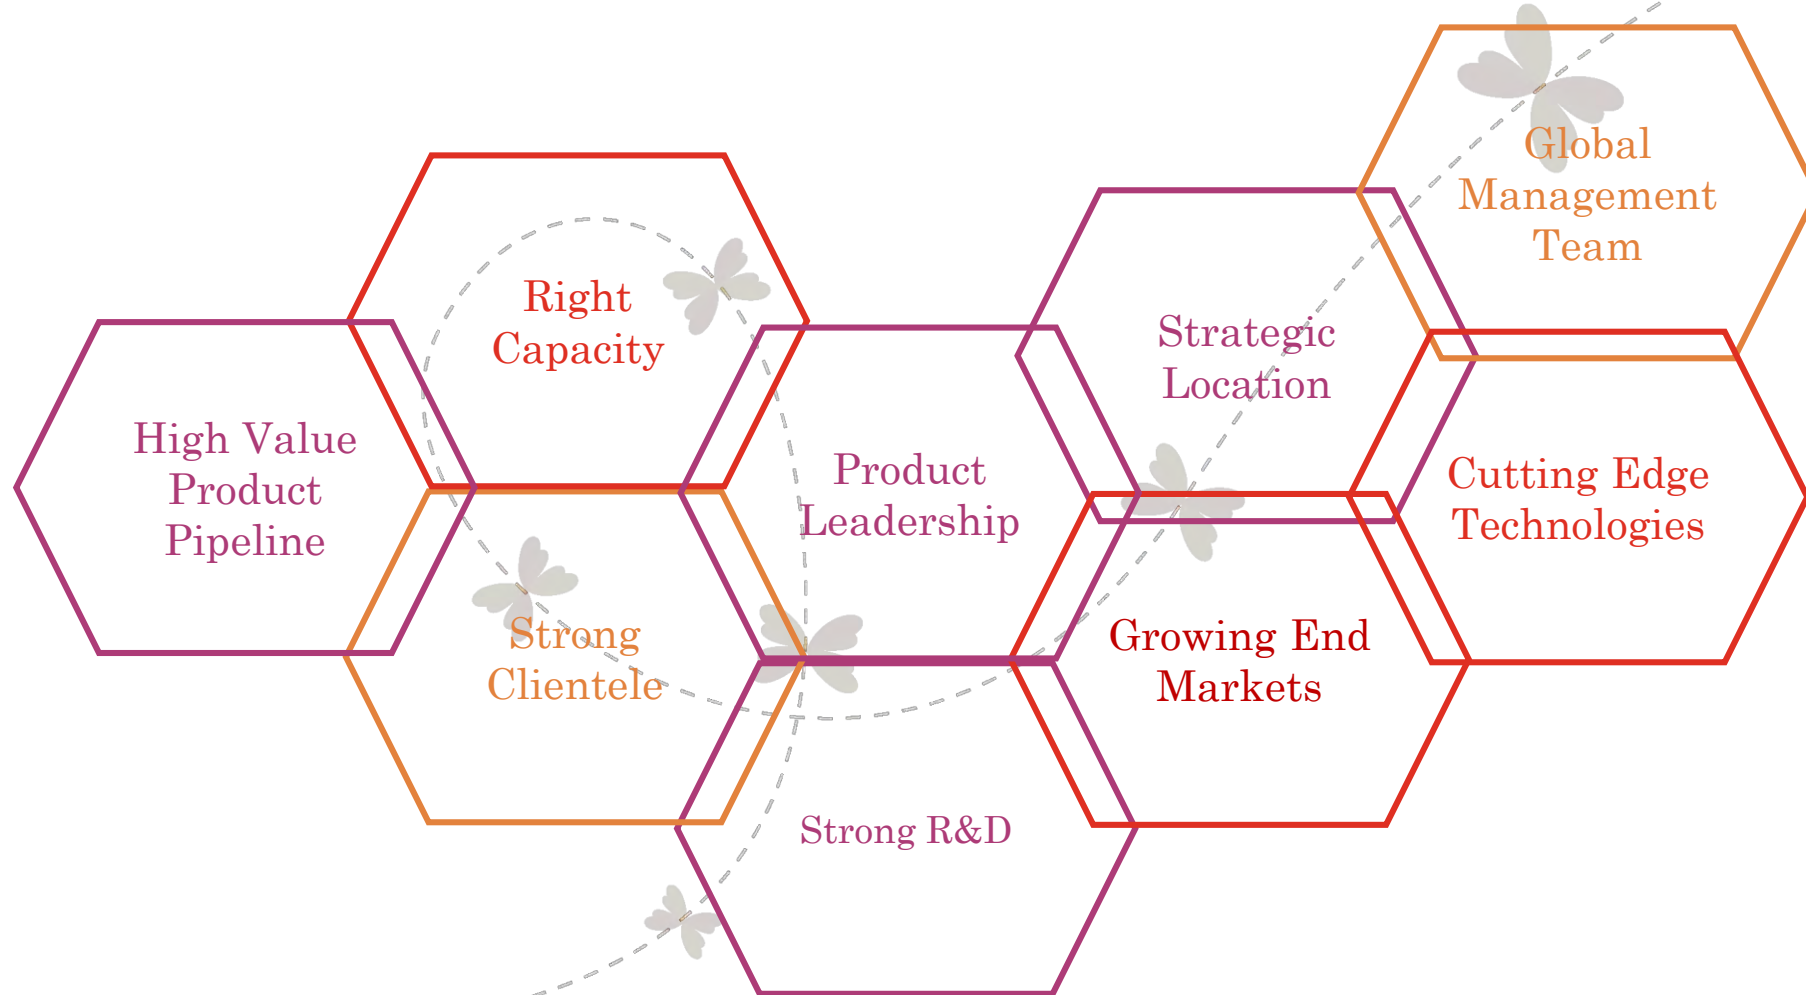 High Value
Product
Pipeline
Right
Capacity
Strong
Clientele
Product
Leadership
Strong R&D
Strategic
Location
Growing End
Markets
Global
Management
Team
Cutting Edge
Technologies